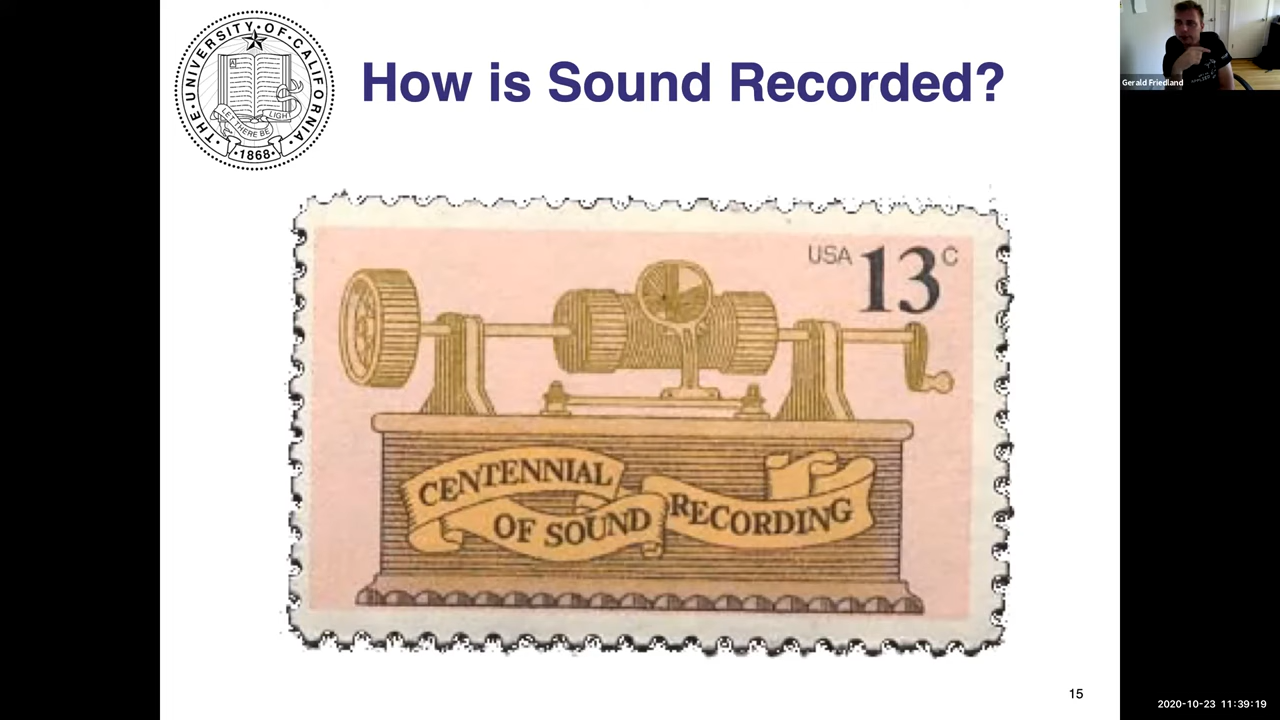 THE·UNIVERSITY·OF·CALIFORNIA
A
LET THERE BE
LIGHT
·1868·
How is Sound Recorded?
Gerald Friedland
USA 13 C
CENTENNIAL
OF SOUND
RECORDING
15
2020-10-23 11:39:19